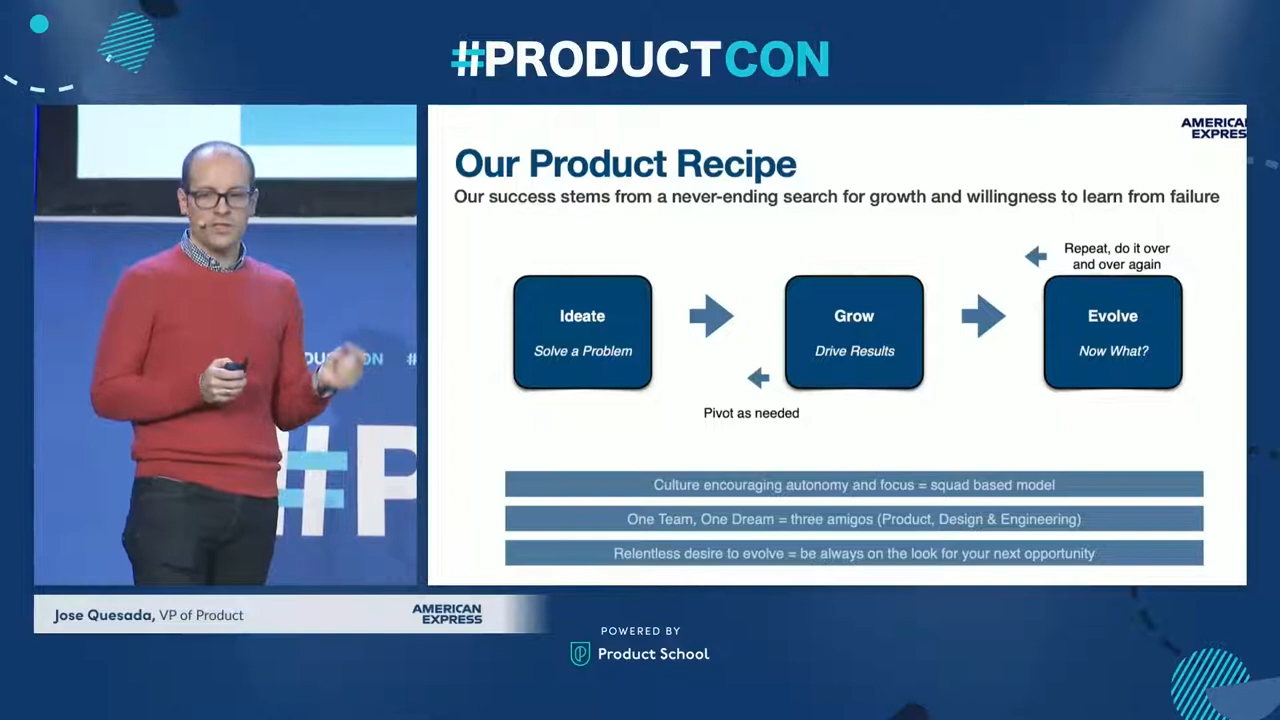 #PRODUCTCON
AMERICAN
EXPRESS
Our Product Recipe
Our success stems from a never-ending search for growth and willingness to learn from failure
Repeat, do it over
and over again
Ideate
Solve a Problem
Grow
Drive Results
Evolve
Now What?
Pivot as needed
Culture encouraging autonomy and focus = squad based model
One Team, One Dream = three amigos (Product, Design & Engineering)
Relentless desire to evolve = be always on the look for your next opportunity
#P
Jose Quesada, VP of Product
AMERICAN
EXPRESS
POWERED BY
Product School